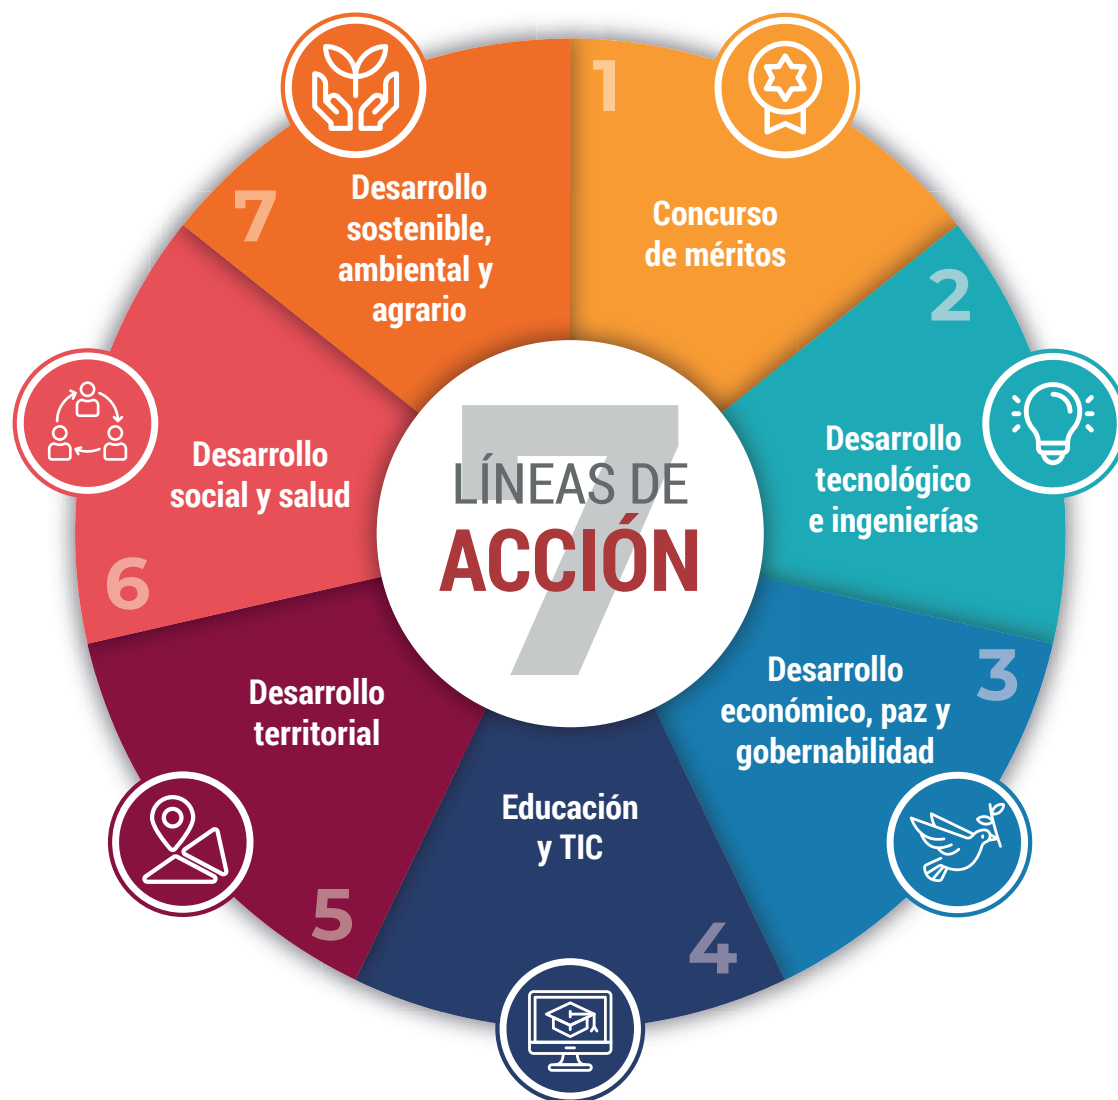 7
LÍNEAS DE
ACCIÓN
1
Concurso
de méritos
2
Desarrollo
tecnológico
e ingenierías
3
Desarrollo
económico, paz y
gobernabilidad
4
Educación
y TIC
5
Desarrollo
territorial
6
Desarrollo
social y salud
7
Desarrollo
sostenible,
ambiental y
agrario